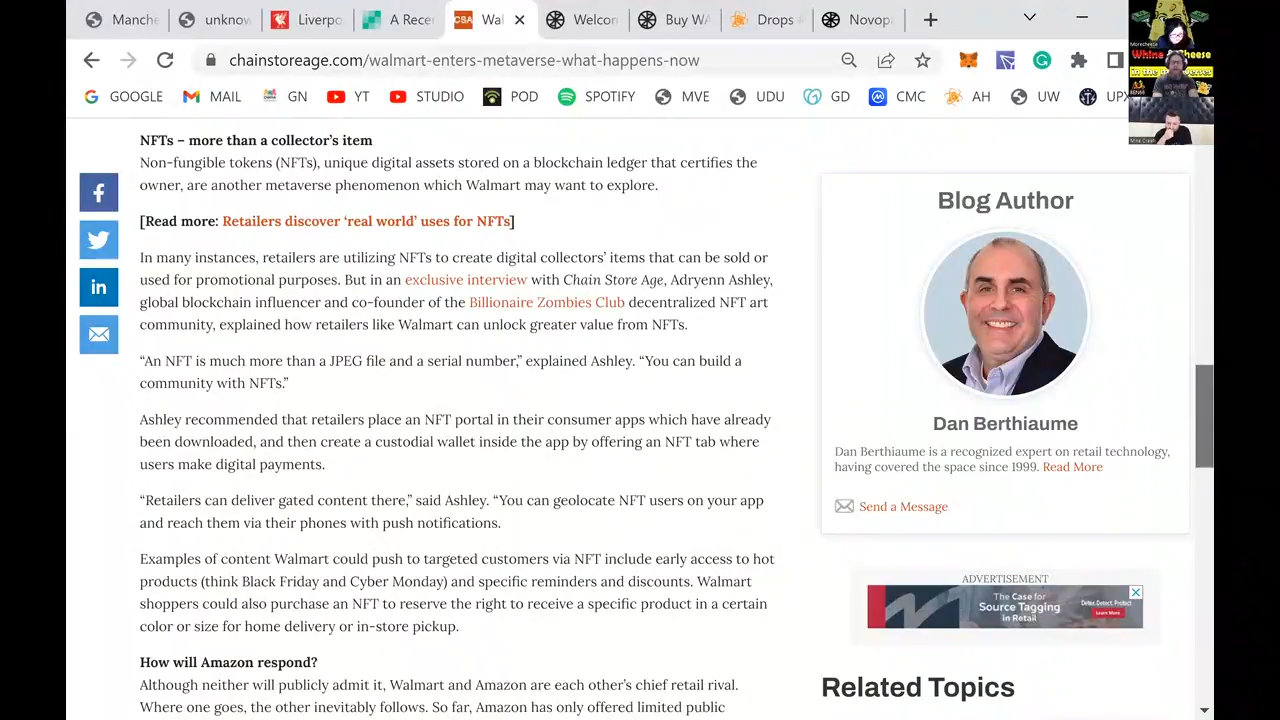 Manch
unknow
Liverpo
A Recen
CSA
Wal
Welcon
Buy WA
Drops
Novopa
chainstoreage.com/walmart-enters-metaverse-what-happens-now
GOOGLE
MAIL
GN
YT
STUDIO
POD
SPOTIFY
MVE
UDU
GD
CMC
AH
UW
UPX
Morecheese
Whine & Cheese
in the metaverses
NFTs – more than a collector’s item
Non-fungible tokens (NFTs), unique digital assets stored on a blockchain ledger that certifies the
owner, are another metaverse phenomenon which Walmart may want to explore.
[Read more: Retailers discover ‘real world’ uses for NFTs]
In many instances, retailers are utilizing NFTs to create digital collectors’ items that can be sold or
used for promotional purposes. But in an exclusive interview with Chain Store Age, Adryenn Ashley,
global blockchain influencer and co-founder of the Billionaire Zombies Club decentralized NFT art
community, explained how retailers like Walmart can unlock greater value from NFTs.
“An NFT is much more than a JPEG file and a serial number,” explained Ashley. “You can build a
community with NFTs.”
Ashley recommended that retailers place an NFT portal in their consumer apps which have already
been downloaded, and then create a custodial wallet inside the app by offering an NFT tab where
users make digital payments.
“Retailers can deliver gated content there,” said Ashley. “You can geolocate NFT users on your app
and reach them via their phones with push notifications.
Examples of content Walmart could push to targeted customers via NFT include early access to hot
products (think Black Friday and Cyber Monday) and specific reminders and discounts. Walmart
shoppers could also purchase an NFT to reserve the right to receive a specific product in a certain
color or size for home delivery or in-store pickup.
How will Amazon respond?
Although neither will publicly admit it, Walmart and Amazon are each other’s chief retail rival.
Where one goes, the other inevitably follows. So far, Amazon has only offered limited public
Blog Author
Dan Berthiaume
Dan Berthiaume is a recognized expert on retail technology,
having covered the space since 1999. Read More
Send a Message
ADVERTISEMENT
The Case for
Source Tagging
in Retail
Deter. Detect. Protect.
Learn More
Related Topics